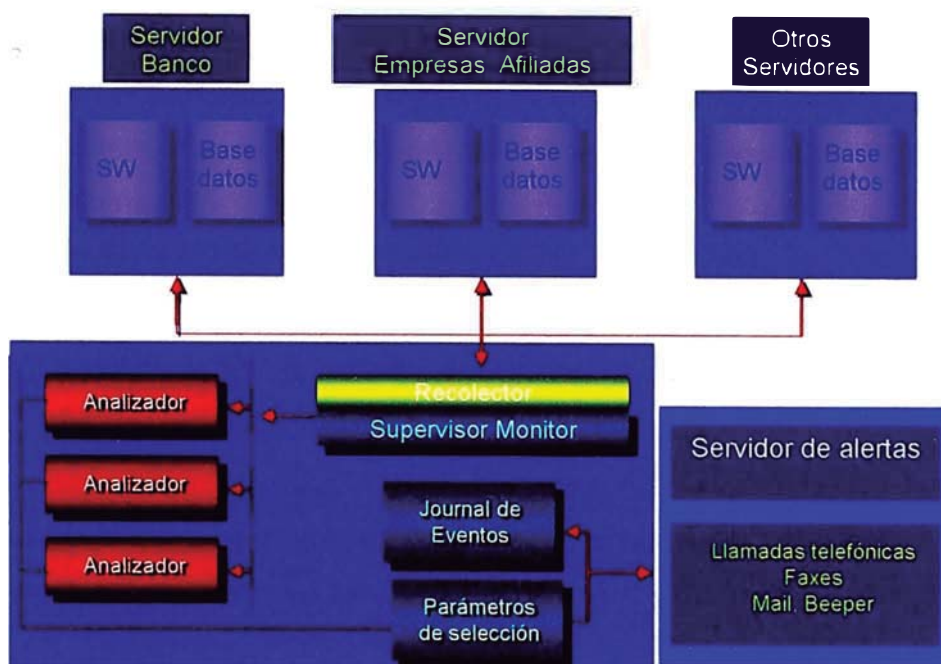 Servidor
Banco
Servidor
Empresas Afiliadas
Otros
Servidores
SW
Base
datos
SW
Base
datos
SW
Base
datos
Analizador
Analizador
Analizador
Recolector
Supervisor Monitor
Journal de
Eventos
Parámetros
de selección
Servidor de alertas
Llamadas telefónicas
Faxes
Mail. Beeper